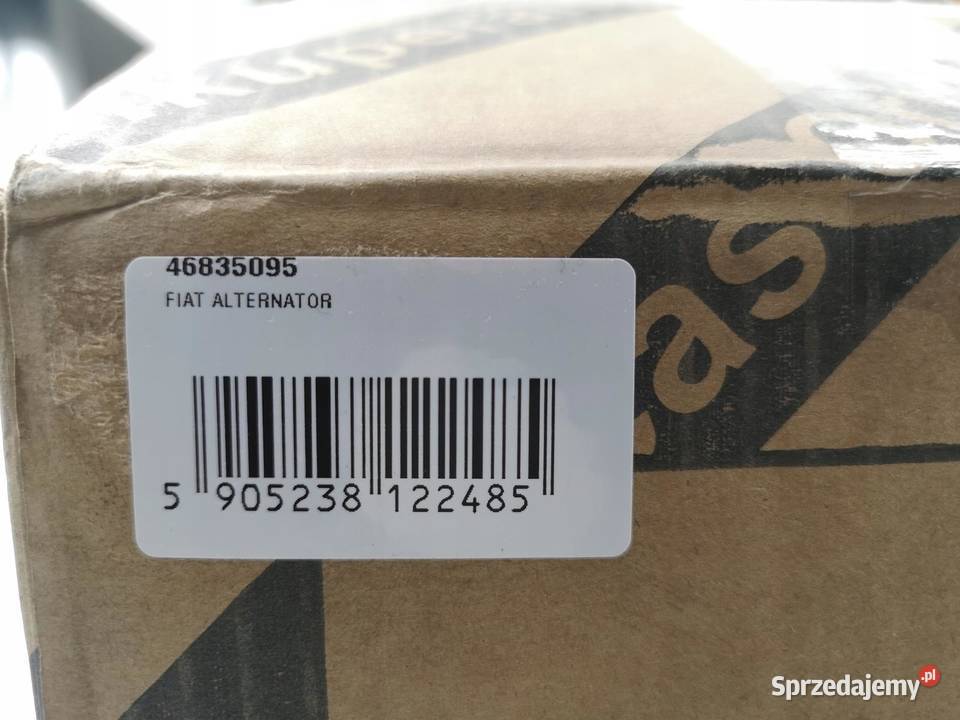 46835095
FIAT ALTERNATOR
5 905238 122485
Sprzedajemy.pl